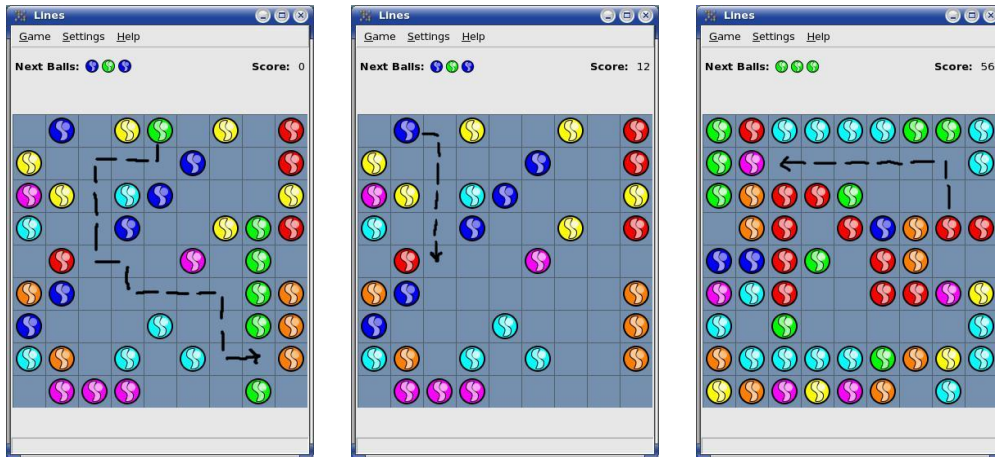 Lines
Game Settings Help
Next Balls: Score: 0
Lines
Game Settings Help
Next Balls: Score: 12
Lines
Game Settings Help
Next Balls: Score: 56